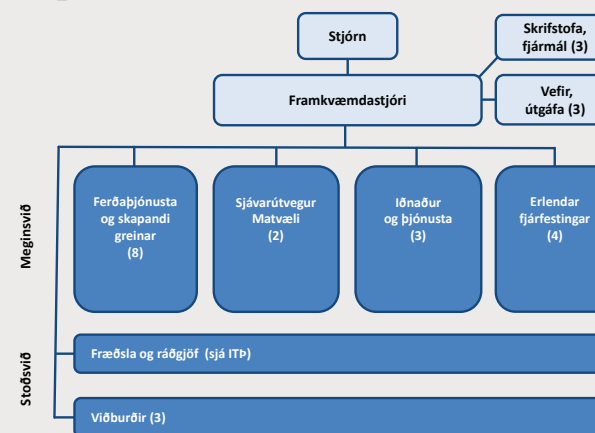 Stjórn
Skrifstofa,
fjármál (3)
Framkvæmdastjóri
Vefir,
útgáfa (3)
Meginsvið
Ferðaþjónusta
og skapandi
greinar
(8)
Sjávarútvegur
Matvæli
(2)
Iðnaður
og þjónusta
(3)
Erlendar
fjárfestingar
(4)
Stoðsvið
Fræðsla og ráðgjöf (sjá ITÞ)
Viðburðir (3)